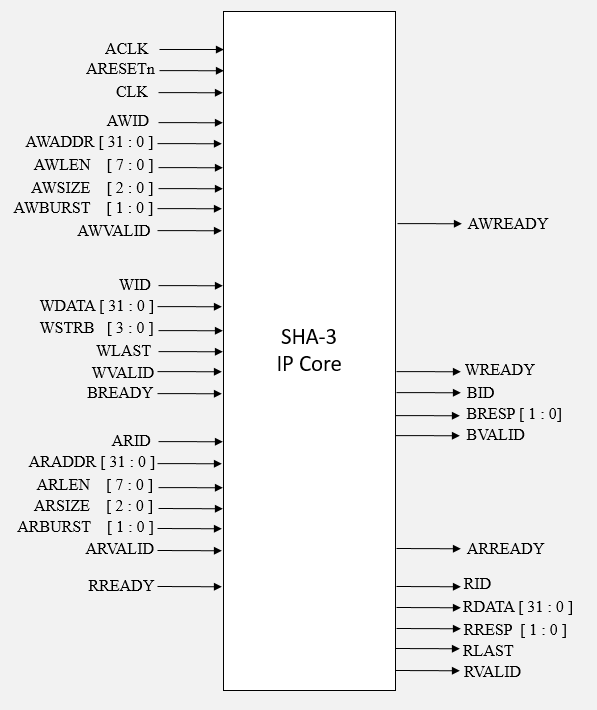 ACLK
ARESETn
CLK
AWID
AWADDR [ 31 : 0 ]
AWLEN [ 7 : 0 ]
AWSIZE [ 2 : 0 ]
AWBURST [ 1 : 0 ]
AWVALID
WID
WDATA [ 31 : 0 ]
WSTRB [ 3 : 0 ]
WLAST
WVALID
BREADY
ARID
ARADDR [ 31 : 0 ]
ARLEN [ 7 : 0 ]
ARSIZE [ 2 : 0 ]
ARBURST [ 1 : 0 ]
ARVALID
RREADY
SHA-3
IP Core
AWREADY
WREADY
BID
BRESP [ 1 : 0]
BVALID
ARREADY
RID
RDATA [ 31 : 0 ]
RRESP [ 1 : 0 ]
RLAST
RVALID